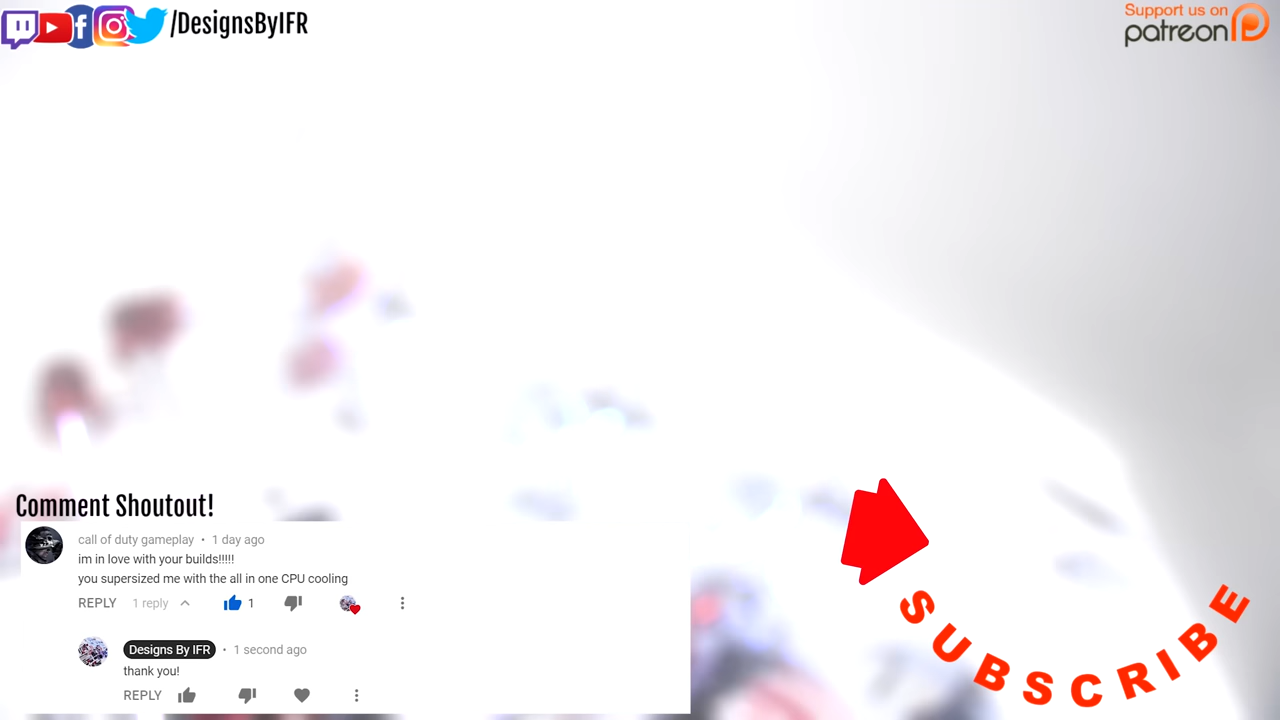 /DesignsByIFR
Support us on
patreon
Comment Shoutout!
call of duty gameplay • 1 day ago
im in love with your builds!!!!!
you supersized me with the all in one CPU cooling
REPLY 1 reply 1
Designs By IFR • 1 second ago
thank you!
REPLY
SUBSCRIBE